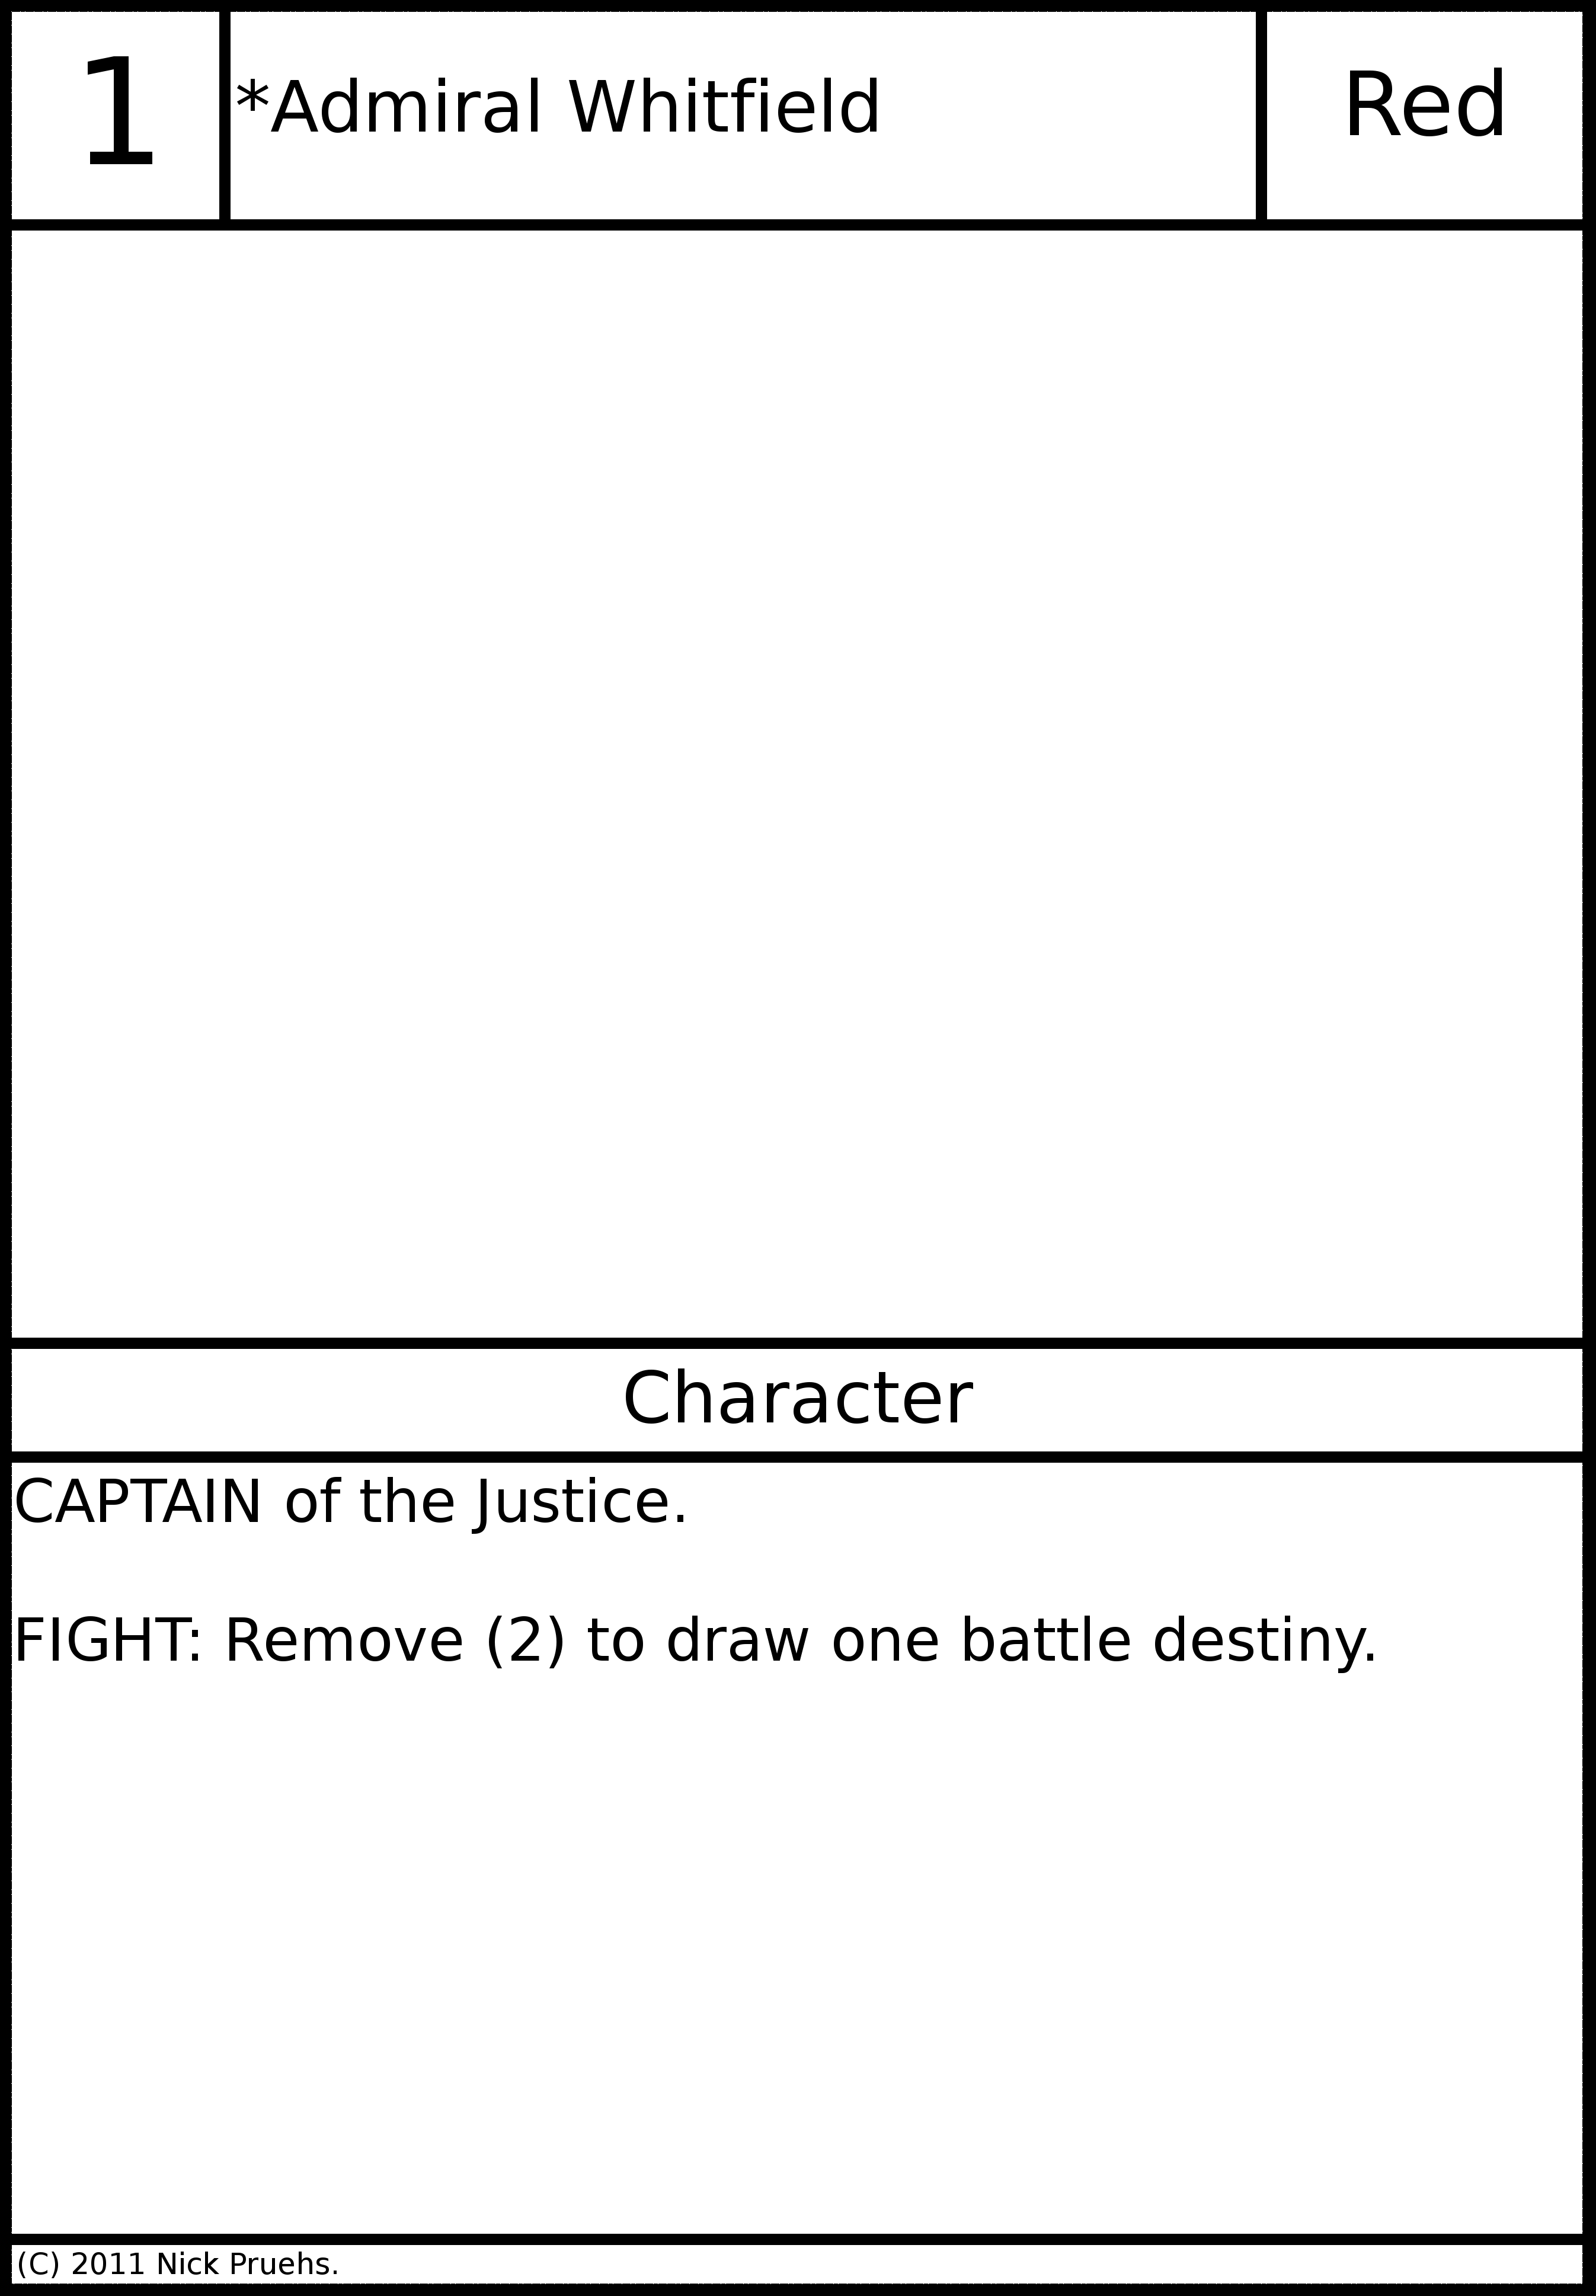 1
*Admiral Whitfield
Red
Character
CAPTAIN of the Justice.
FIGHT: Remove (2) to draw one battle destiny.
(C) 2011 Nick Pruehs.